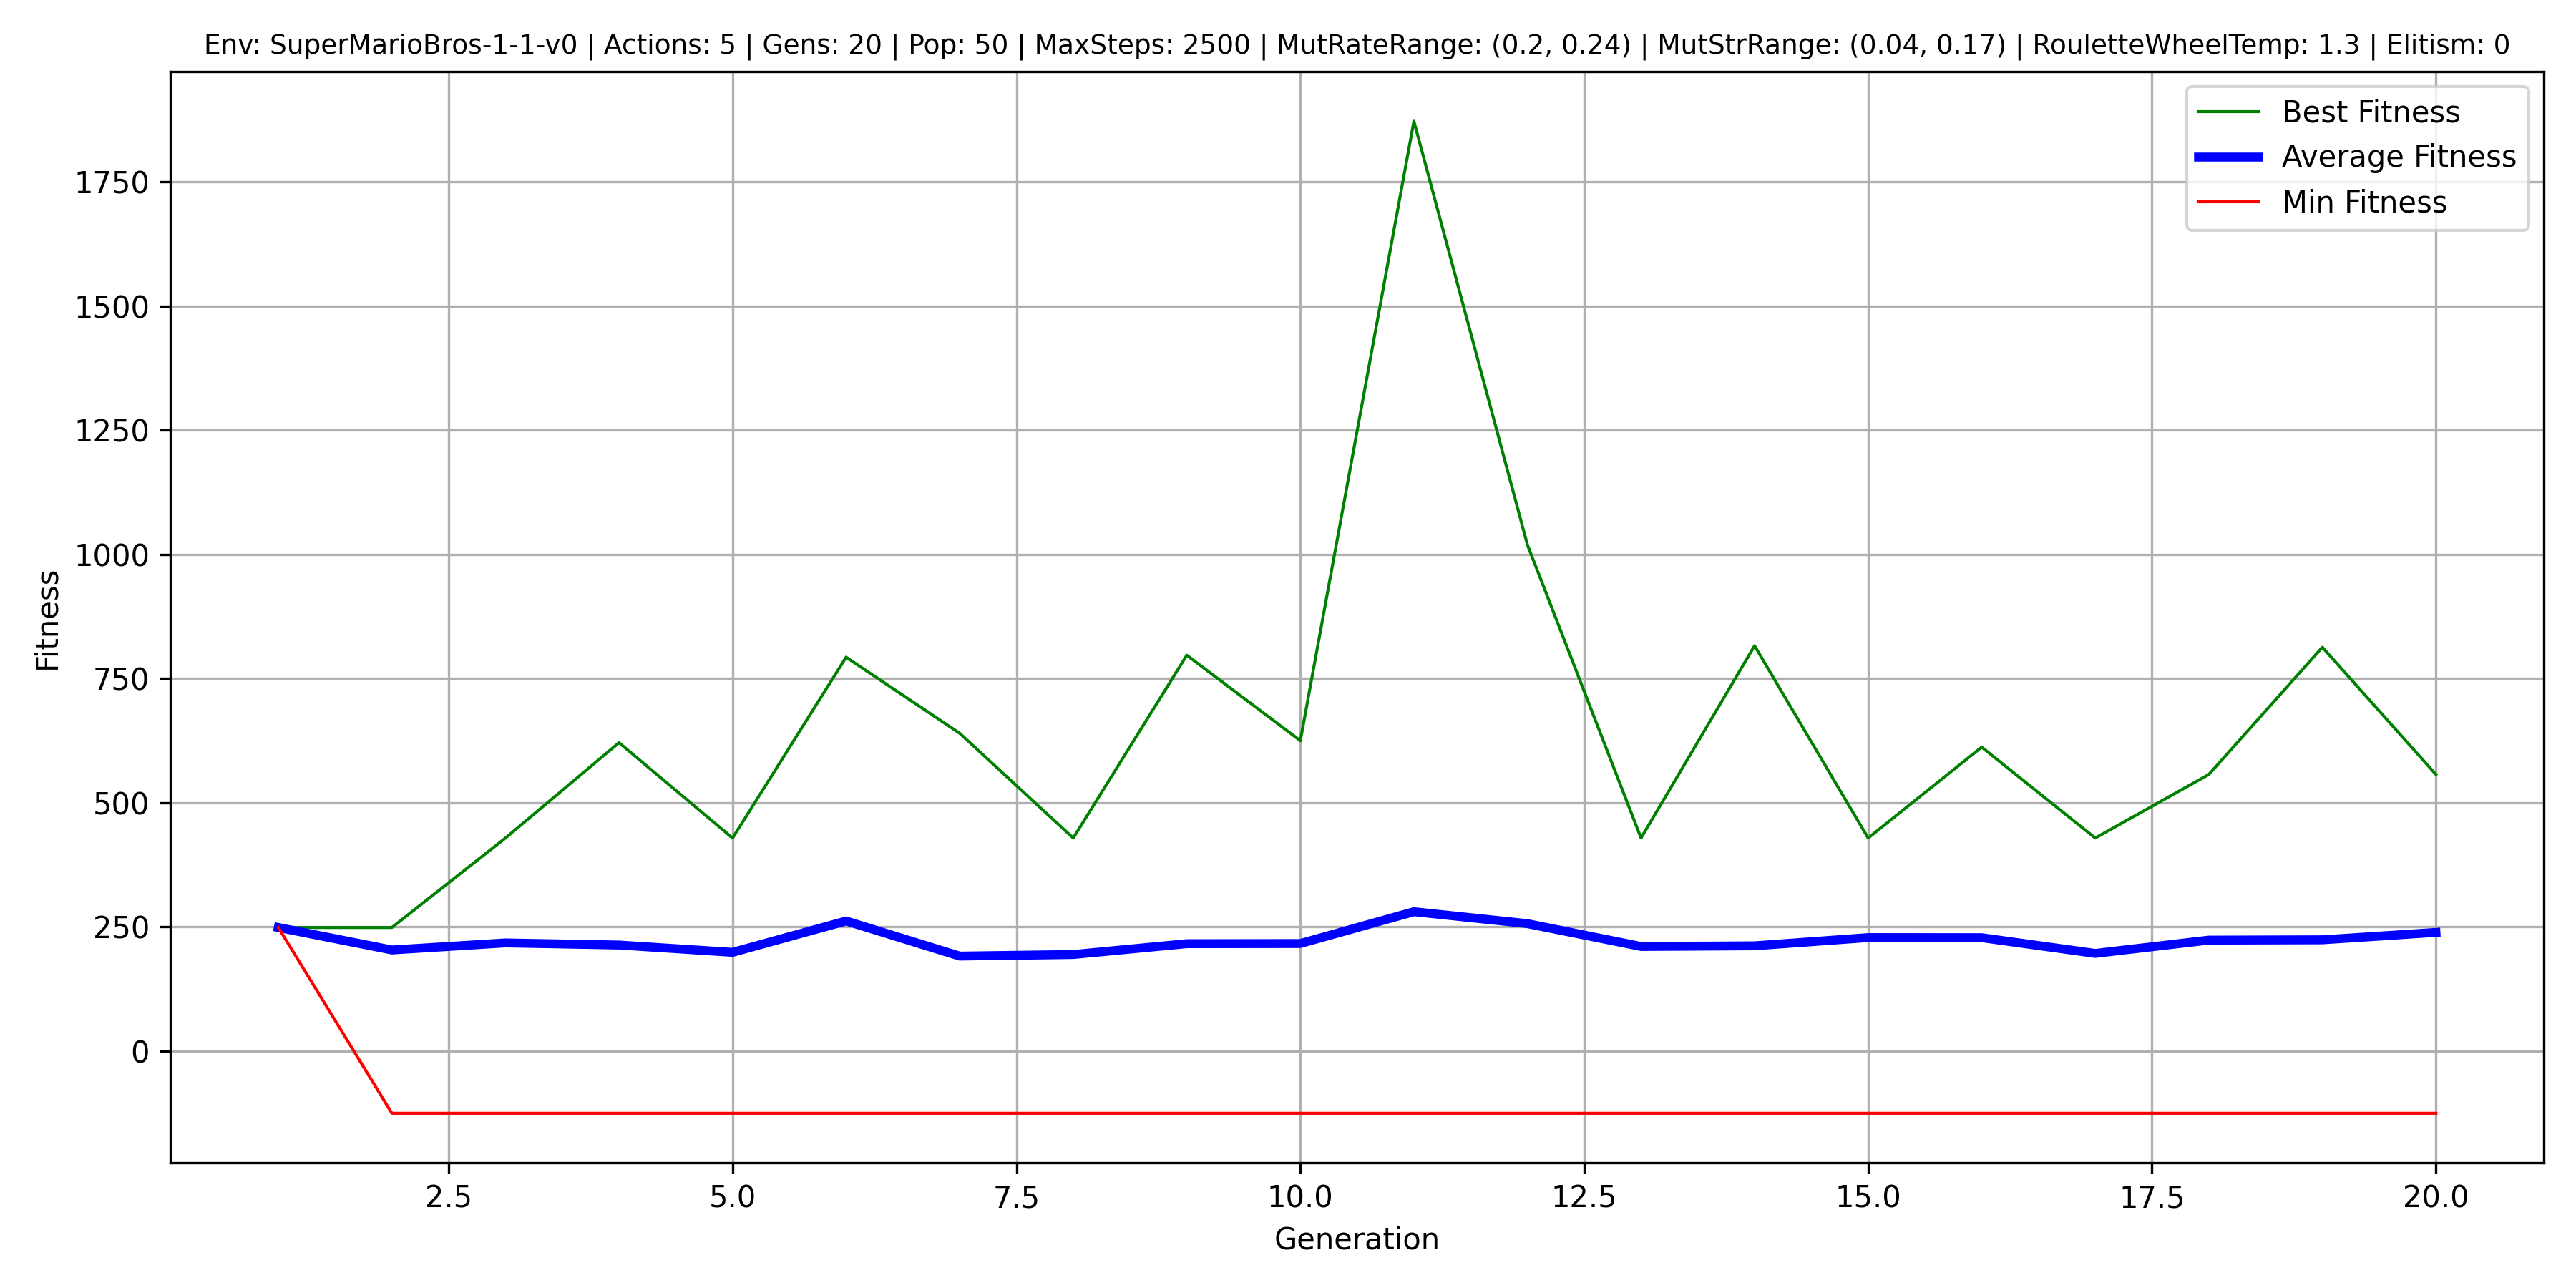 Env: SuperMarioBros-1-1-v0 | Actions: 5 | Gens: 20 | Pop: 50 | MaxSteps: 2500 | MutRateRange: (0.2, 0.24) | MutStrRange: (0.04, 0.17) | RouletteWheelTemp: 1.3 | Elitism: 0
Best Fitness
Average Fitness
Min Fitness
1750
1500
1250
1000
750
500
250
0
Fitness
2.5 5.0 7.5 10.0 12.5 15.0 17.5 20.0
Generation